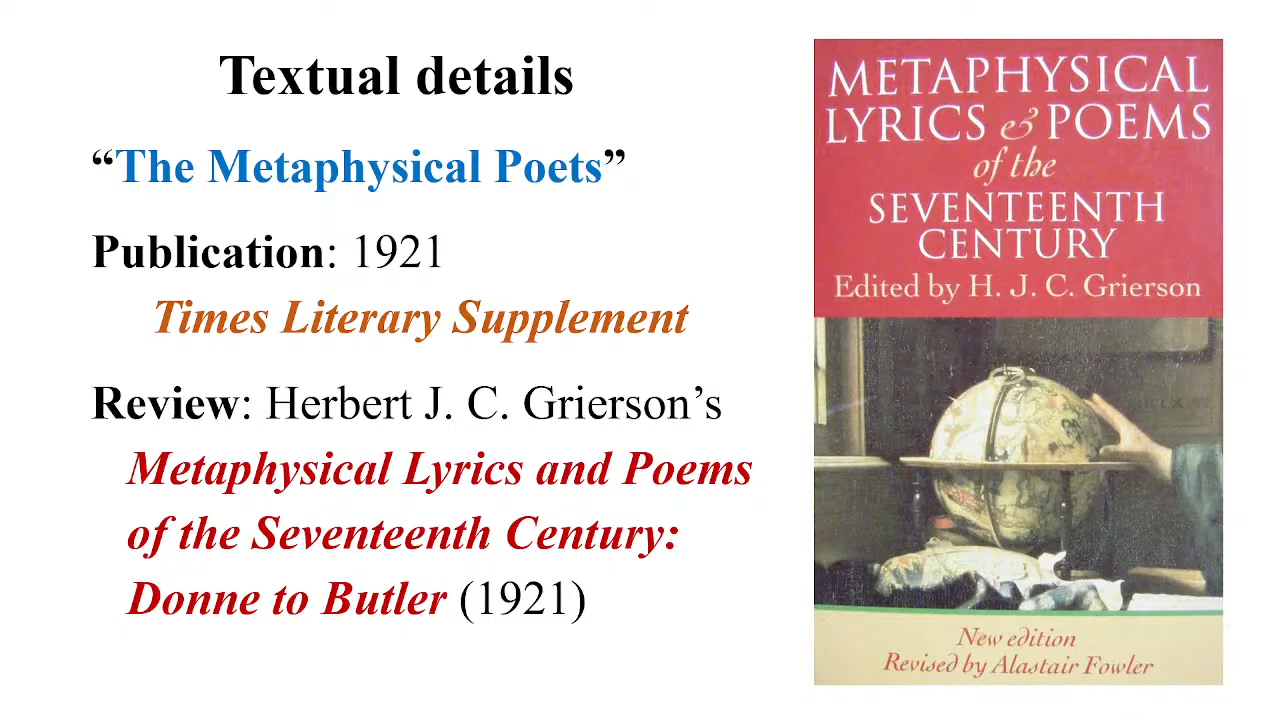 Textual details
“The Metaphysical Poets”
Publication: 1921
Times Literary Supplement
Review: Herbert J. C. Grierson’s
Metaphysical Lyrics and Poems
of the Seventeenth Century:
Donne to Butler (1921)
METAPHYSICAL
LYRICS & POEMS
of the
SEVENTEENTH
CENTURY
Edited by H. J. C. Grierson
New edition
Revised by Alastair Fowler